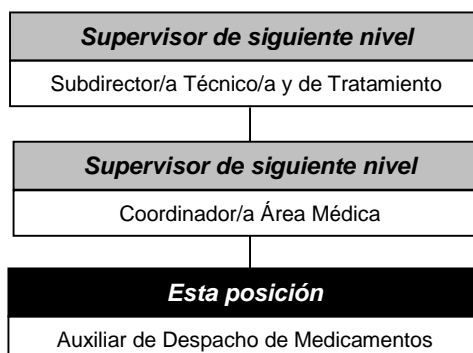 Supervisor de siguiente nivel
Subdirector/a Técnico/a y de Tratamiento
Supervisor de siguiente nivel
Coordinador/a Área Médica
Esta posición
Auxiliar de Despacho de Medicamentos